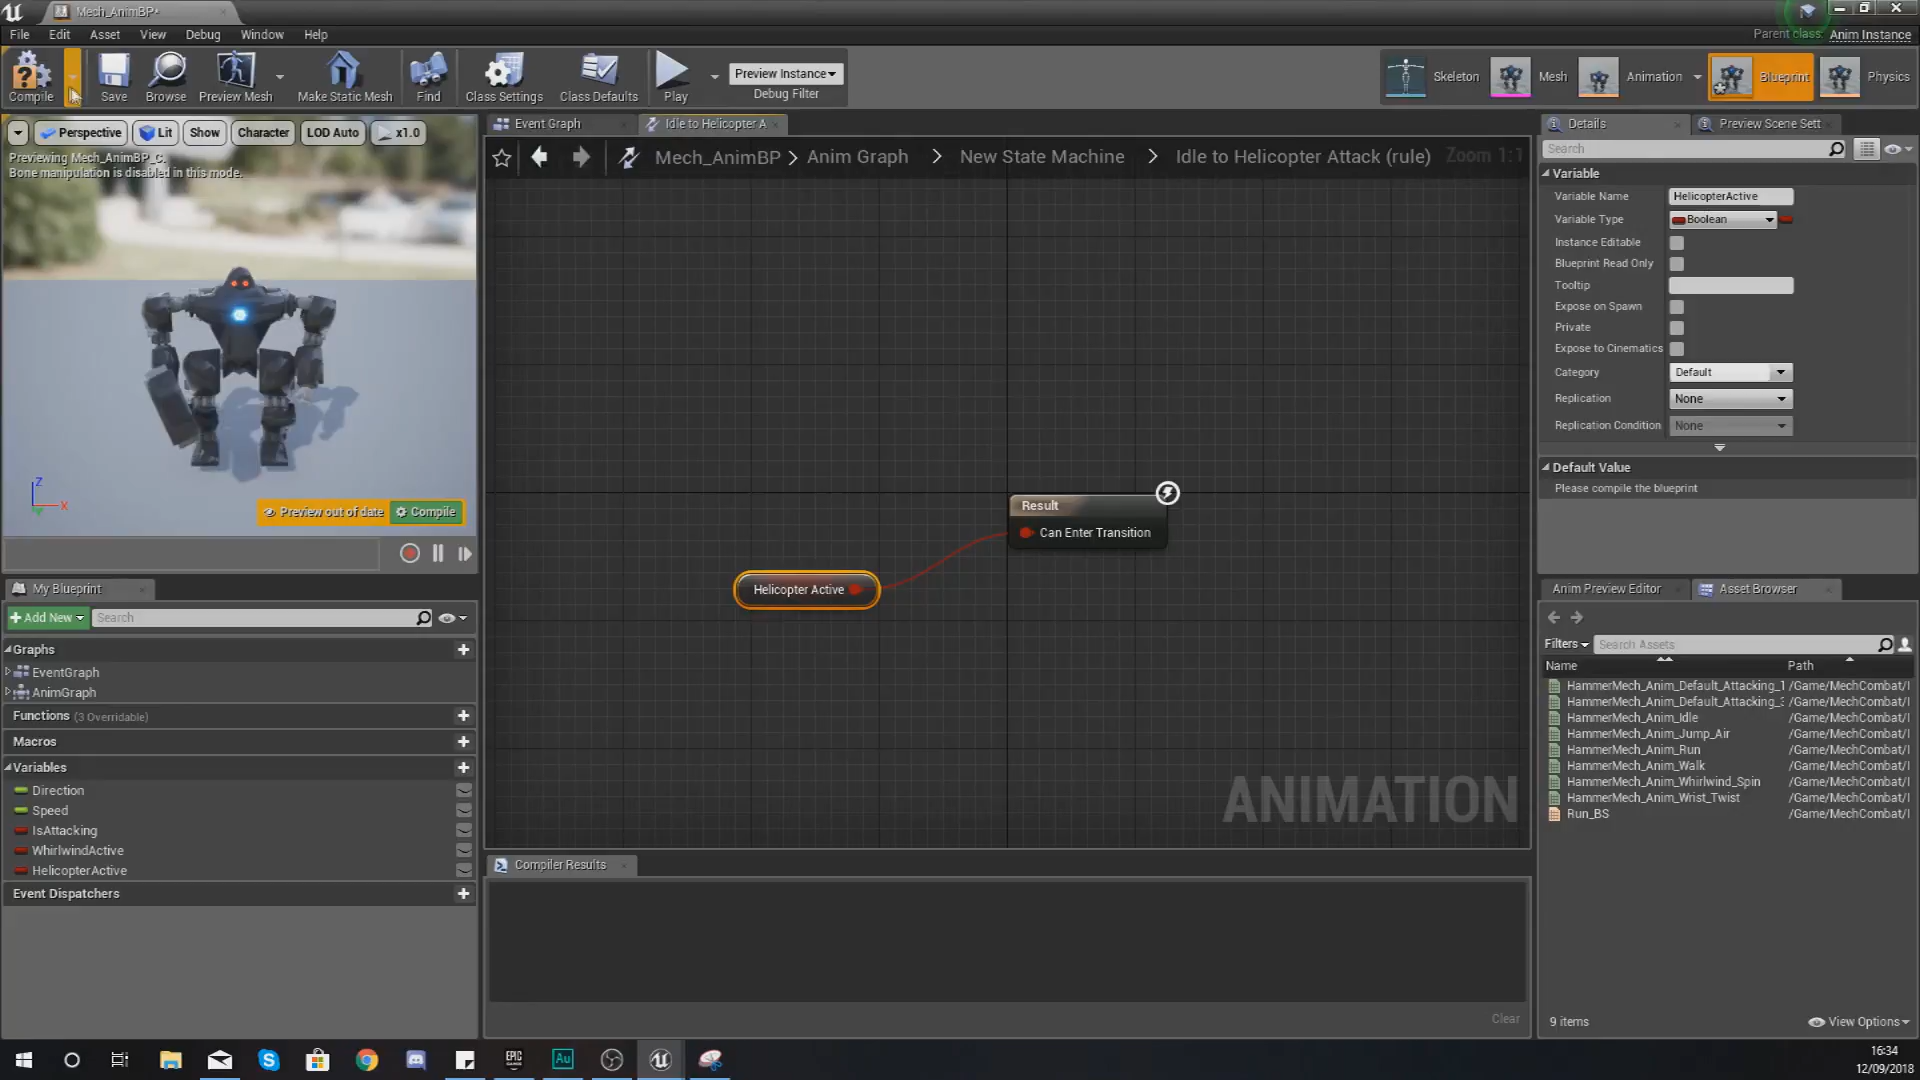 Mech_AnimBP*
File Edit Asset View Debug Window Help
Parent class: Anim Instance
Compile Save Browse Preview Mesh Make Static Mesh Find Class Settings Class Defaults Play
Preview Instance
Debug Filter
Skeleton Mesh Animation Blueprint Physics
Perspective Lit Show Character LOD Auto x1.0
Previewing Mech_AnimBP_C.
Bone manipulation is disabled in this mode.
Z
X
Preview out of date Compile
Event Graph Idle to Helicopter A
Mech_AnimBP > Anim Graph > New State Machine > Idle to Helicopter Attack (rule) Zoom 1:1
Result
Can Enter Transition
Helicopter Active
ANIMATION
Compiler Results
Clear
My Blueprint
+ Add New Search
Graphs
EventGraph
AnimGraph
Functions (3 Overridable)
Macros
Variables
Direction
Speed
IsAttacking
WhirlwindActive
HelicopterActive
Event Dispatchers
Details Preview Scene Sett
Search
Variable
Variable Name HelicopterActive
Variable Type Boolean
Instance Editable
Blueprint Read Only
Tooltip
Expose on Spawn
Private
Expose to Cinematics
Category Default
Replication None
Replication Condition None
Default Value
Please compile the blueprint
Anim Preview Editor Asset Browser
Filters Search Assets
Name Path
HammerMech_Anim_Default_Attacking_1 /Game/MechCombat/
HammerMech_Anim_Default_Attacking_3 /Game/MechCombat/
HammerMech_Anim_Idle /Game/MechCombat/
HammerMech_Anim_Jump_Air /Game/MechCombat/
HammerMech_Anim_Run /Game/MechCombat/
HammerMech_Anim_Walk /Game/MechCombat/
HammerMech_Anim_Whirlwind_Spin /Game/MechCombat/
HammerMech_Anim_Wrist_Twist /Game/MechCombat/
Run_BS /Game/MechCombat/
9 items View Options
EPIC GAMES
Au
16:34
12/09/2018